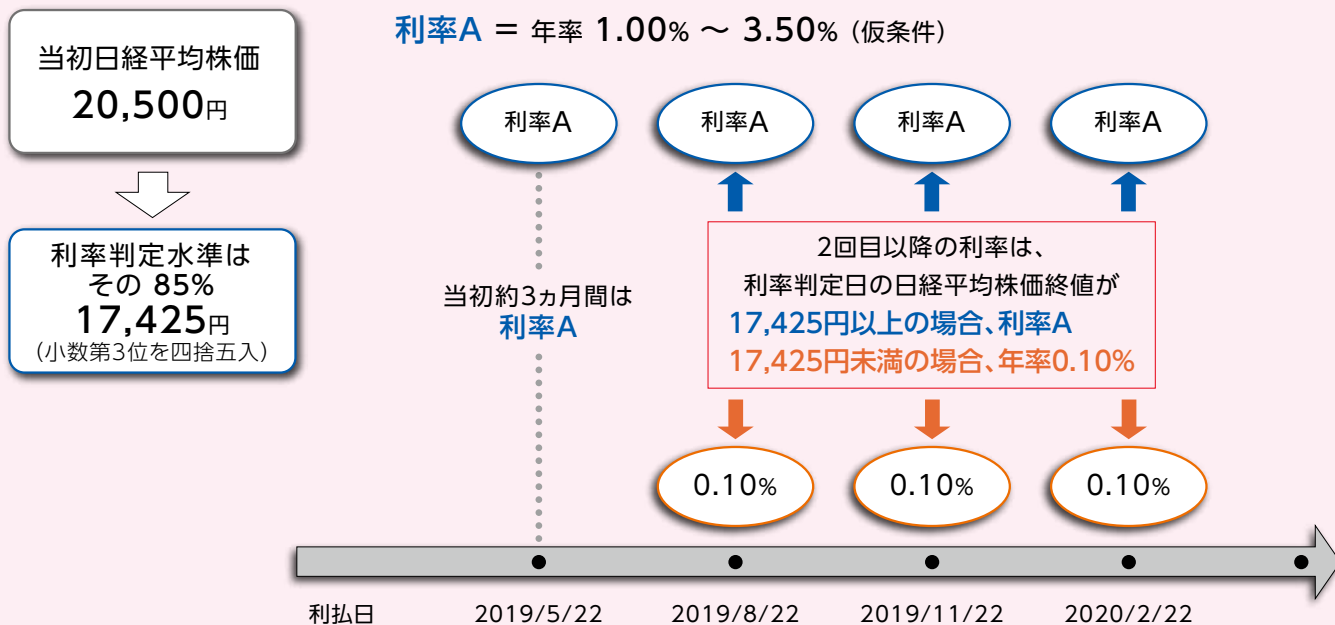 利率A = 年率 1.00% ～ 3.50%（仮条件）
当初日経平均株価
20,500円
利率判定水準は
その 85%
17,425円
（小数第3位を四捨五入）
利率A
利率A
利率A
利率A
当初約3ヵ月間は
利率A
2回目以降の利率は、
利率判定日の日経平均株価終値が
17,425円以上の場合、利率A
17,425円未満の場合、年率0.10%
0.10%
0.10%
0.10%
利払日
2019/5/22
2019/8/22
2019/11/22
2020/2/22